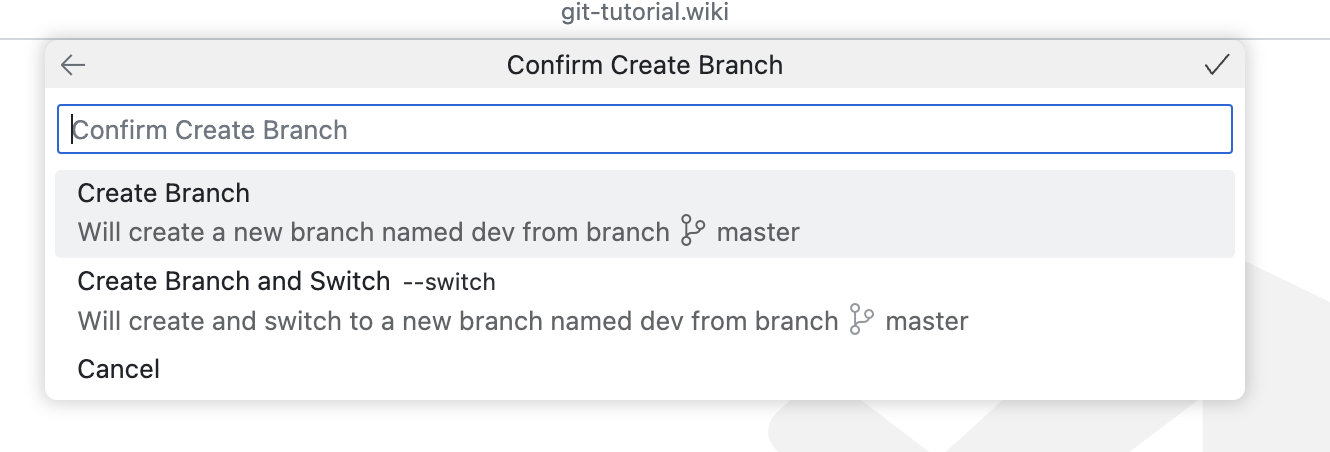 git-tutorial.wiki
Confirm Create Branch
Confirm Create Branch
Create Branch
Will create a new branch named dev from branch master
Create Branch and Switch --switch
Will create and switch to a new branch named dev from branch master
Cancel